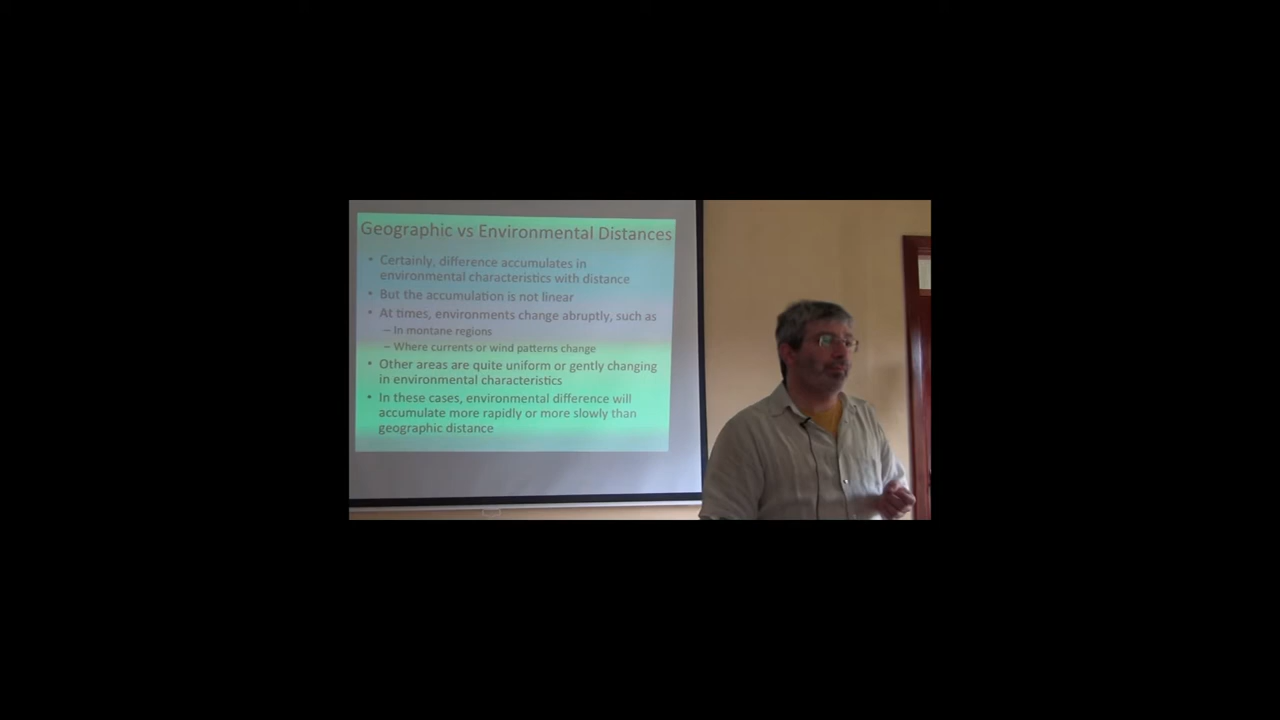 Geographic vs Environmental Distances
• Certainly, difference accumulates in
environmental characteristics with distance
• But the accumulation is not linear
• At times, environments change abruptly, such as
– In montane regions
– Where currents or wind patterns change
• Other areas are quite uniform or gently changing
in environmental characteristics
• In these cases, environmental difference will
accumulate more rapidly or more slowly than
geographic distance